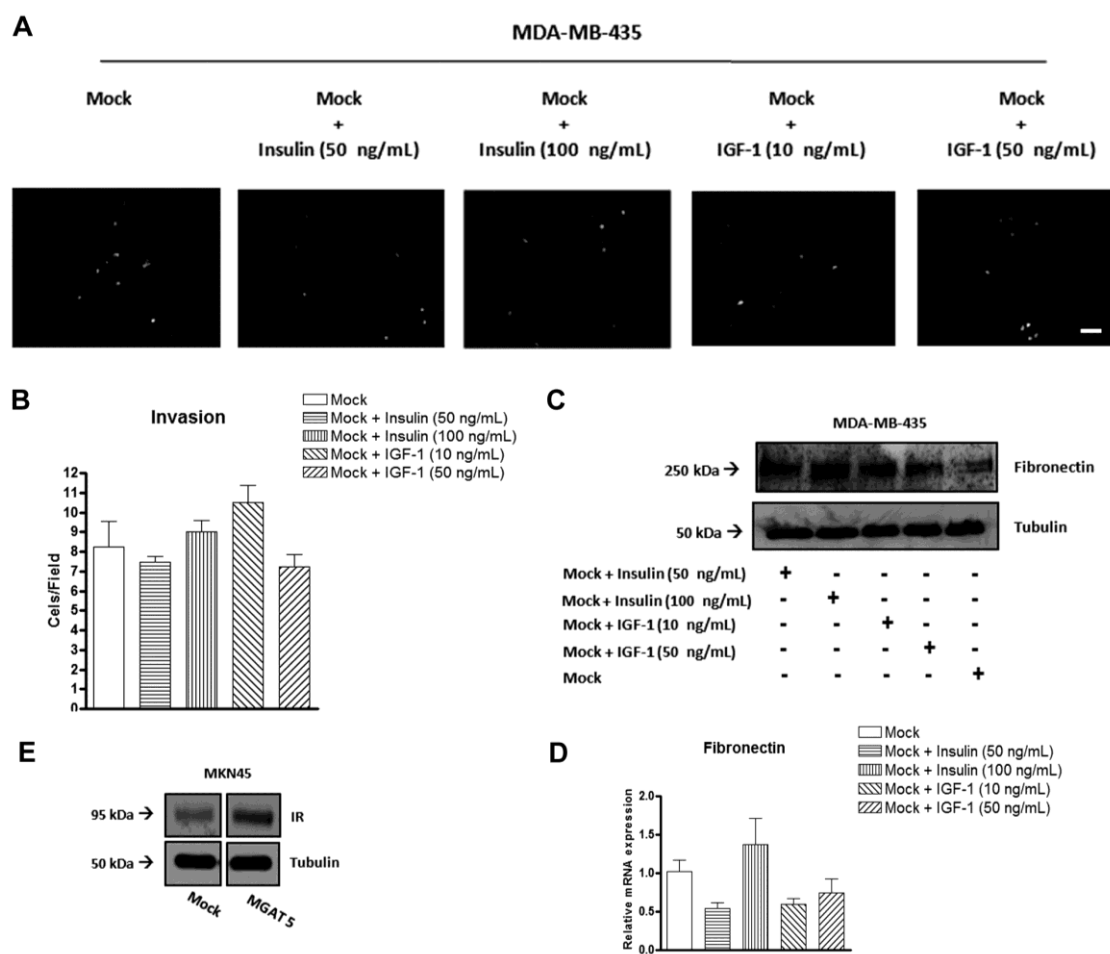 A
MDA-MB-435
Mock
Mock
+
Insulin (50 ng/mL)
Mock
+
Insulin (100 ng/mL)
Mock
+
IGF-1 (10 ng/mL)
Mock
+
IGF-1 (50 ng/mL)
B
Invasion
Mock
Mock + Insulin (50 ng/mL)
Mock + Insulin (100 ng/mL)
Mock + IGF-1 (10 ng/mL)
Mock + IGF-1 (50 ng/mL)
Cels/Field
12
11
10
9
8
7
6
5
4
3
2
1
0
C
MDA-MB-435
250 kDa → Fibronectin
50 kDa → Tubulin
Mock + Insulin (50 ng/mL) + - - - -
Mock + Insulin (100 ng/mL) - + - - -
Mock + IGF-1 (10 ng/mL) - - + - -
Mock + IGF-1 (50 ng/mL) - - - + -
Mock - - - - +
E
MKN45
95 kDa → IR
50 kDa → Tubulin
Mock MGAT5
D
Fibronectin
Mock
Mock + Insulin (50 ng/mL)
Mock + Insulin (100 ng/mL)
Mock + IGF-1 (10 ng/mL)
Mock + IGF-1 (50 ng/mL)
Relative mRNA expression
2.0
1.5
1.0
0.5
0.0